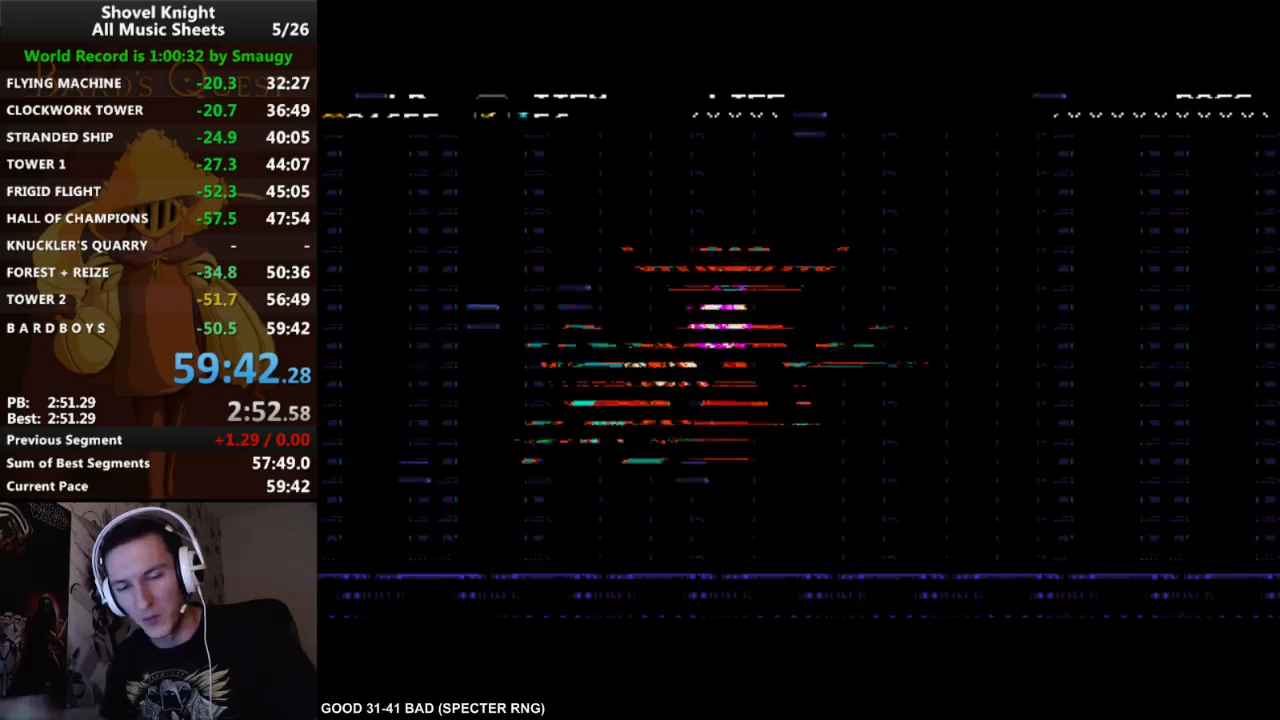 Shovel Knight
All Music Sheets 5/26
World Record is 1:00:32 by Smaugy
FLYING MACHINE -20.3 32:27
CLOCKWORK TOWER -20.7 36:49
STRANDED SHIP -24.9 40:05
TOWER 1 -27.3 44:07
FRIGID FLIGHT -52.3 45:05
HALL OF CHAMPIONS -57.5 47:54
KNUCKLER'S QUARRY - -
FOREST + REIZE -34.8 50:36
TOWER 2 -51.7 56:49
B A R D B O Y S -50.5 59:42
59:42.28
PB: 2:51.29
Best: 2:51.29
2:52.58
Previous Segment +1.29 / 0.00
Sum of Best Segments 57:49.0
Current Pace 59:42
GOOD 31-41 BAD (SPECTER RNG)